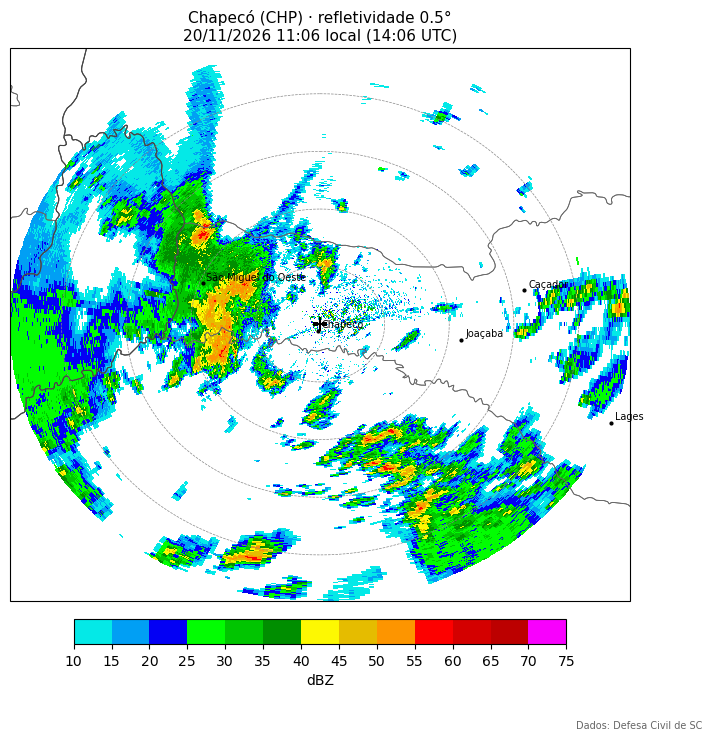 Chapecó (CHP) · refletividade 0.5°
20/11/2026 11:06 local (14:06 UTC)
São Miguel do Oeste
Caçador
Chapecó
Joaçaba
Lages
10 15 20 25 30 35 40 45 50 55 60 65 70 75
dBZ
Dados: Defesa Civil de SC